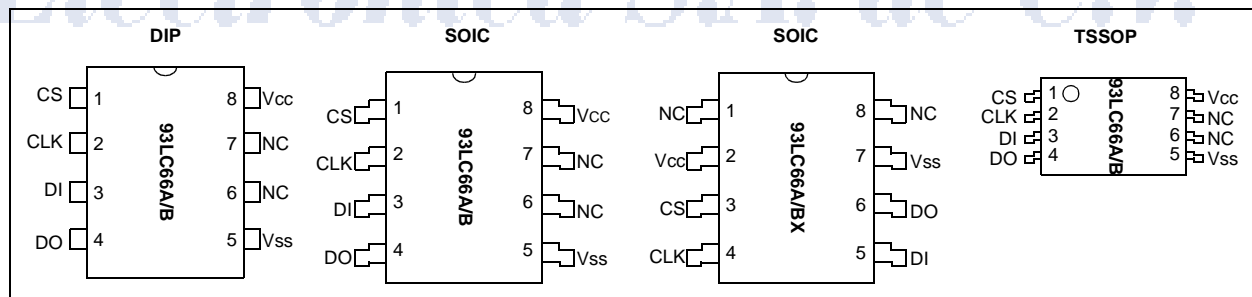 DIP
CS 1 8 Vcc
CLK 2 7 NC
DI 3 6 NC
DO 4 5 Vss
93LC66A/B
SOIC
CS 1 8 Vcc
CLK 2 7 NC
DI 3 6 NC
DO 4 5 Vss
93LC66A/B
SOIC
NC 1 8 NC
Vcc 2 7 Vss
CS 3 6 DO
CLK 4 5 DI
93LC66A/BX
TSSOP
CS 1 8 Vcc
CLK 2 7 NC
DI 3 6 NC
DO 4 5 Vss
93LC66A/B